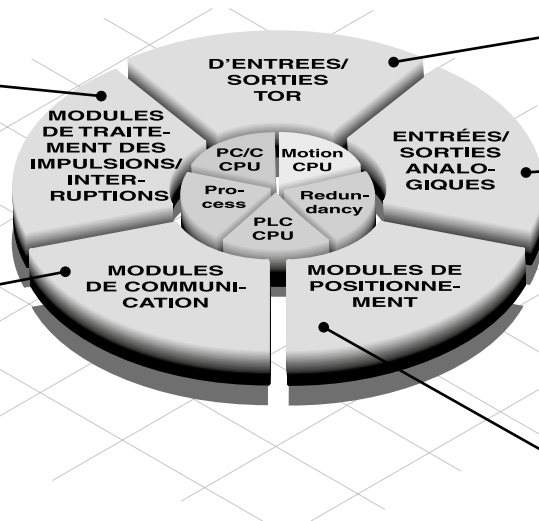 D'ENTREES/
SORTIES
TOR
MODULES
DE TRAITE-
MENT DES
IMPULSIONS/
INTER-
RUPTIONS
ENTRÉES/
SORTIES
ANALO-
GIQUES
PC/C
CPU
Motion
CPU
Pro-
cess
Redun-
dancy
PLC
CPU
MODULES
DE COMMUNI-
CATION
MODULES DE
POSITIONNE-
MENT